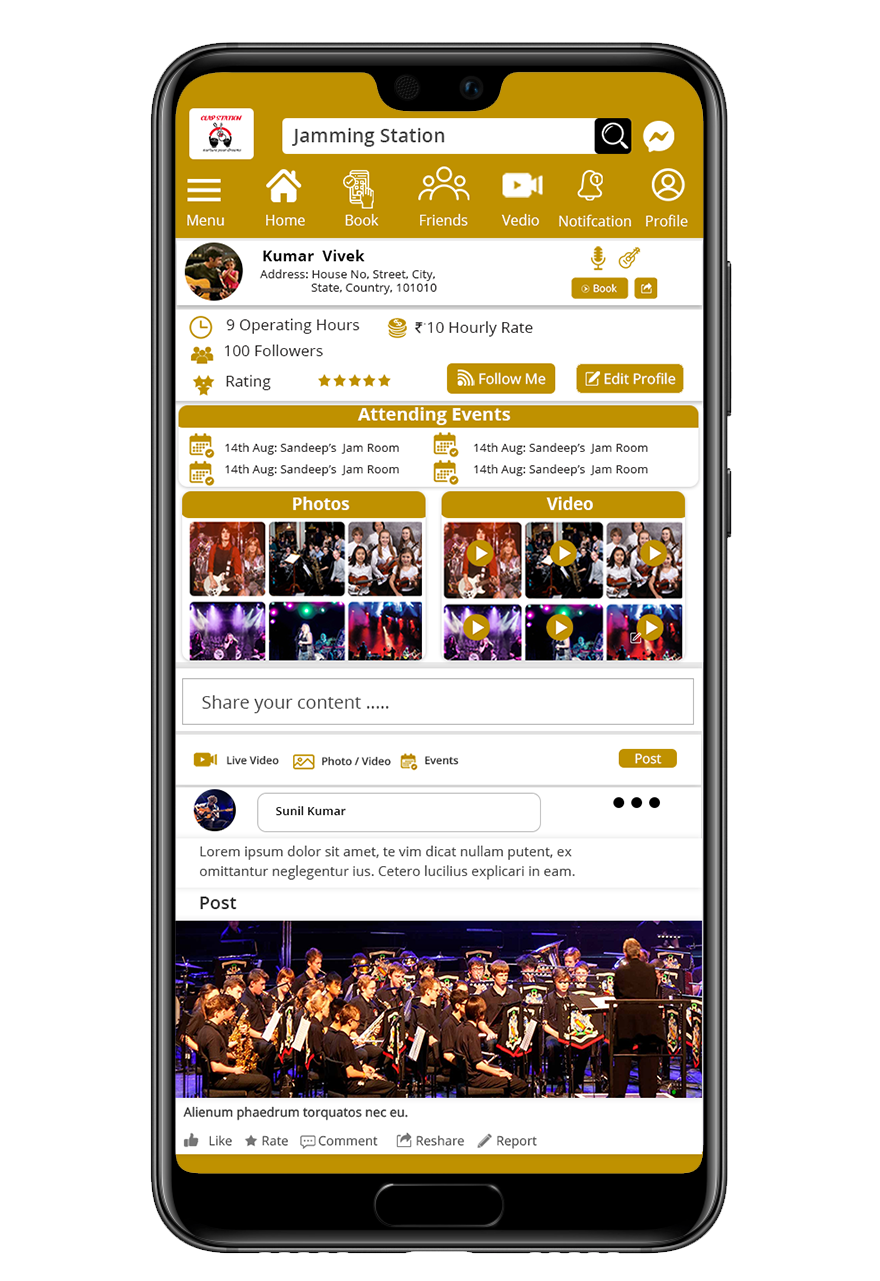 CLAP STATION
nurture your dreams
Jamming Station
Menu
Home
Book
Friends
Vedio
1
Notifcation
Profile
Kumar Vivek
Address: House No, Street, City,
State, Country, 101010
Book
9 Operating Hours
₹ 10 Hourly Rate
100 Followers
Rating
Follow Me
Edit Profile
Attending Events
14th Aug: Sandeep's Jam Room
14th Aug: Sandeep's Jam Room
14th Aug: Sandeep's Jam Room
14th Aug: Sandeep's Jam Room
Photos
Video
Share your content .....
Live Video
Photo / Video
Events
Post
Sunil Kumar
Lorem ipsum dolor sit amet, te vim dicat nullam putent, ex
omittantur neglegentur ius. Cetero lucilius explicari in eam.
Post
Alienum phaedrum torquatos nec eu.
Like
Rate
Comment
Reshare
Report